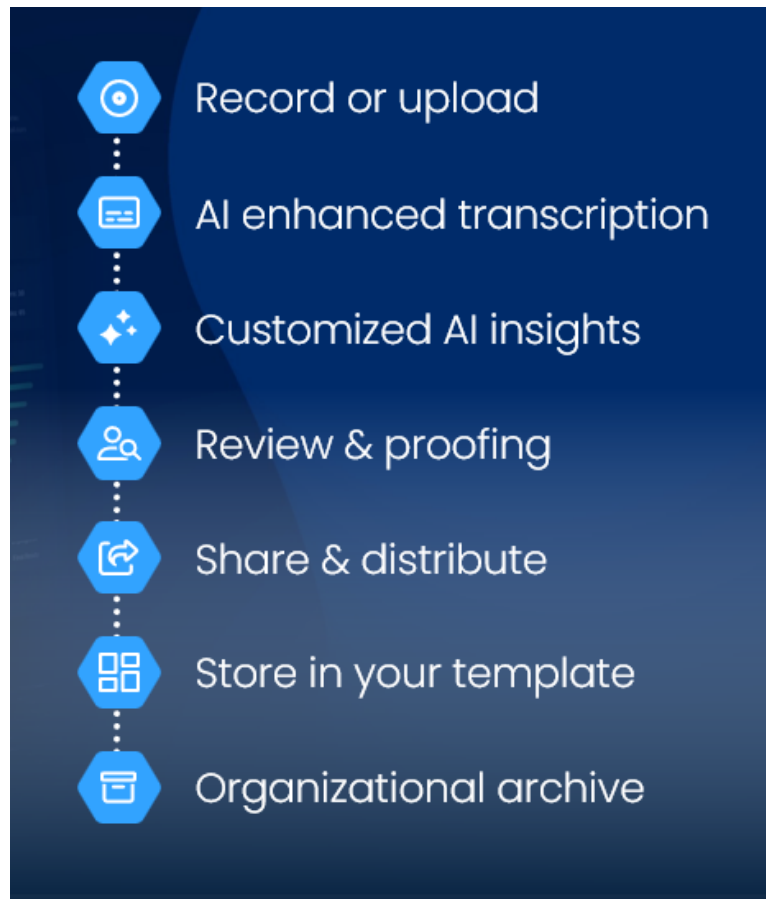 Record or upload
AI enhanced transcription
Customized AI insights
Review & proofing
Share & distribute
Store in your template
Organizational archive